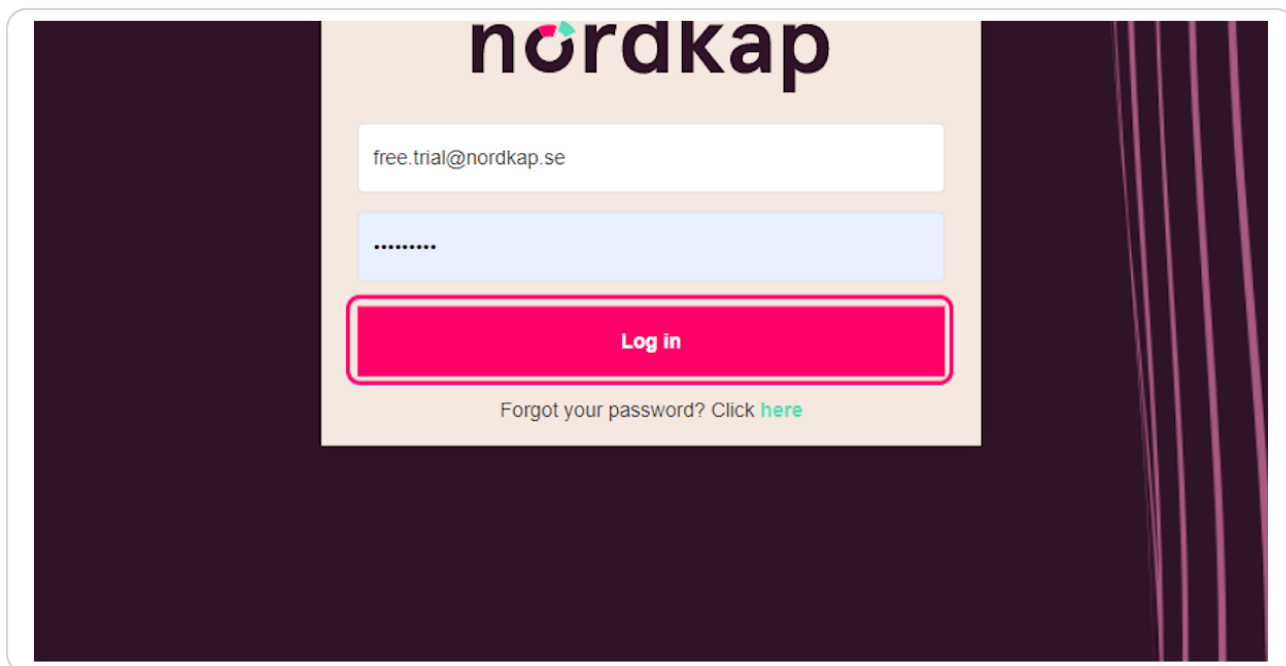 nordkap
free.trial@nordkap.se
•••••••••
Log in
Forgot your password? Click here